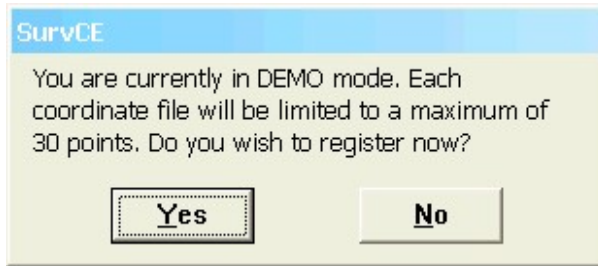 SurvCE
You are currently in DEMO mode. Each
coordinate file will be limited to a maximum of
30 points. Do you wish to register now?
Yes
No